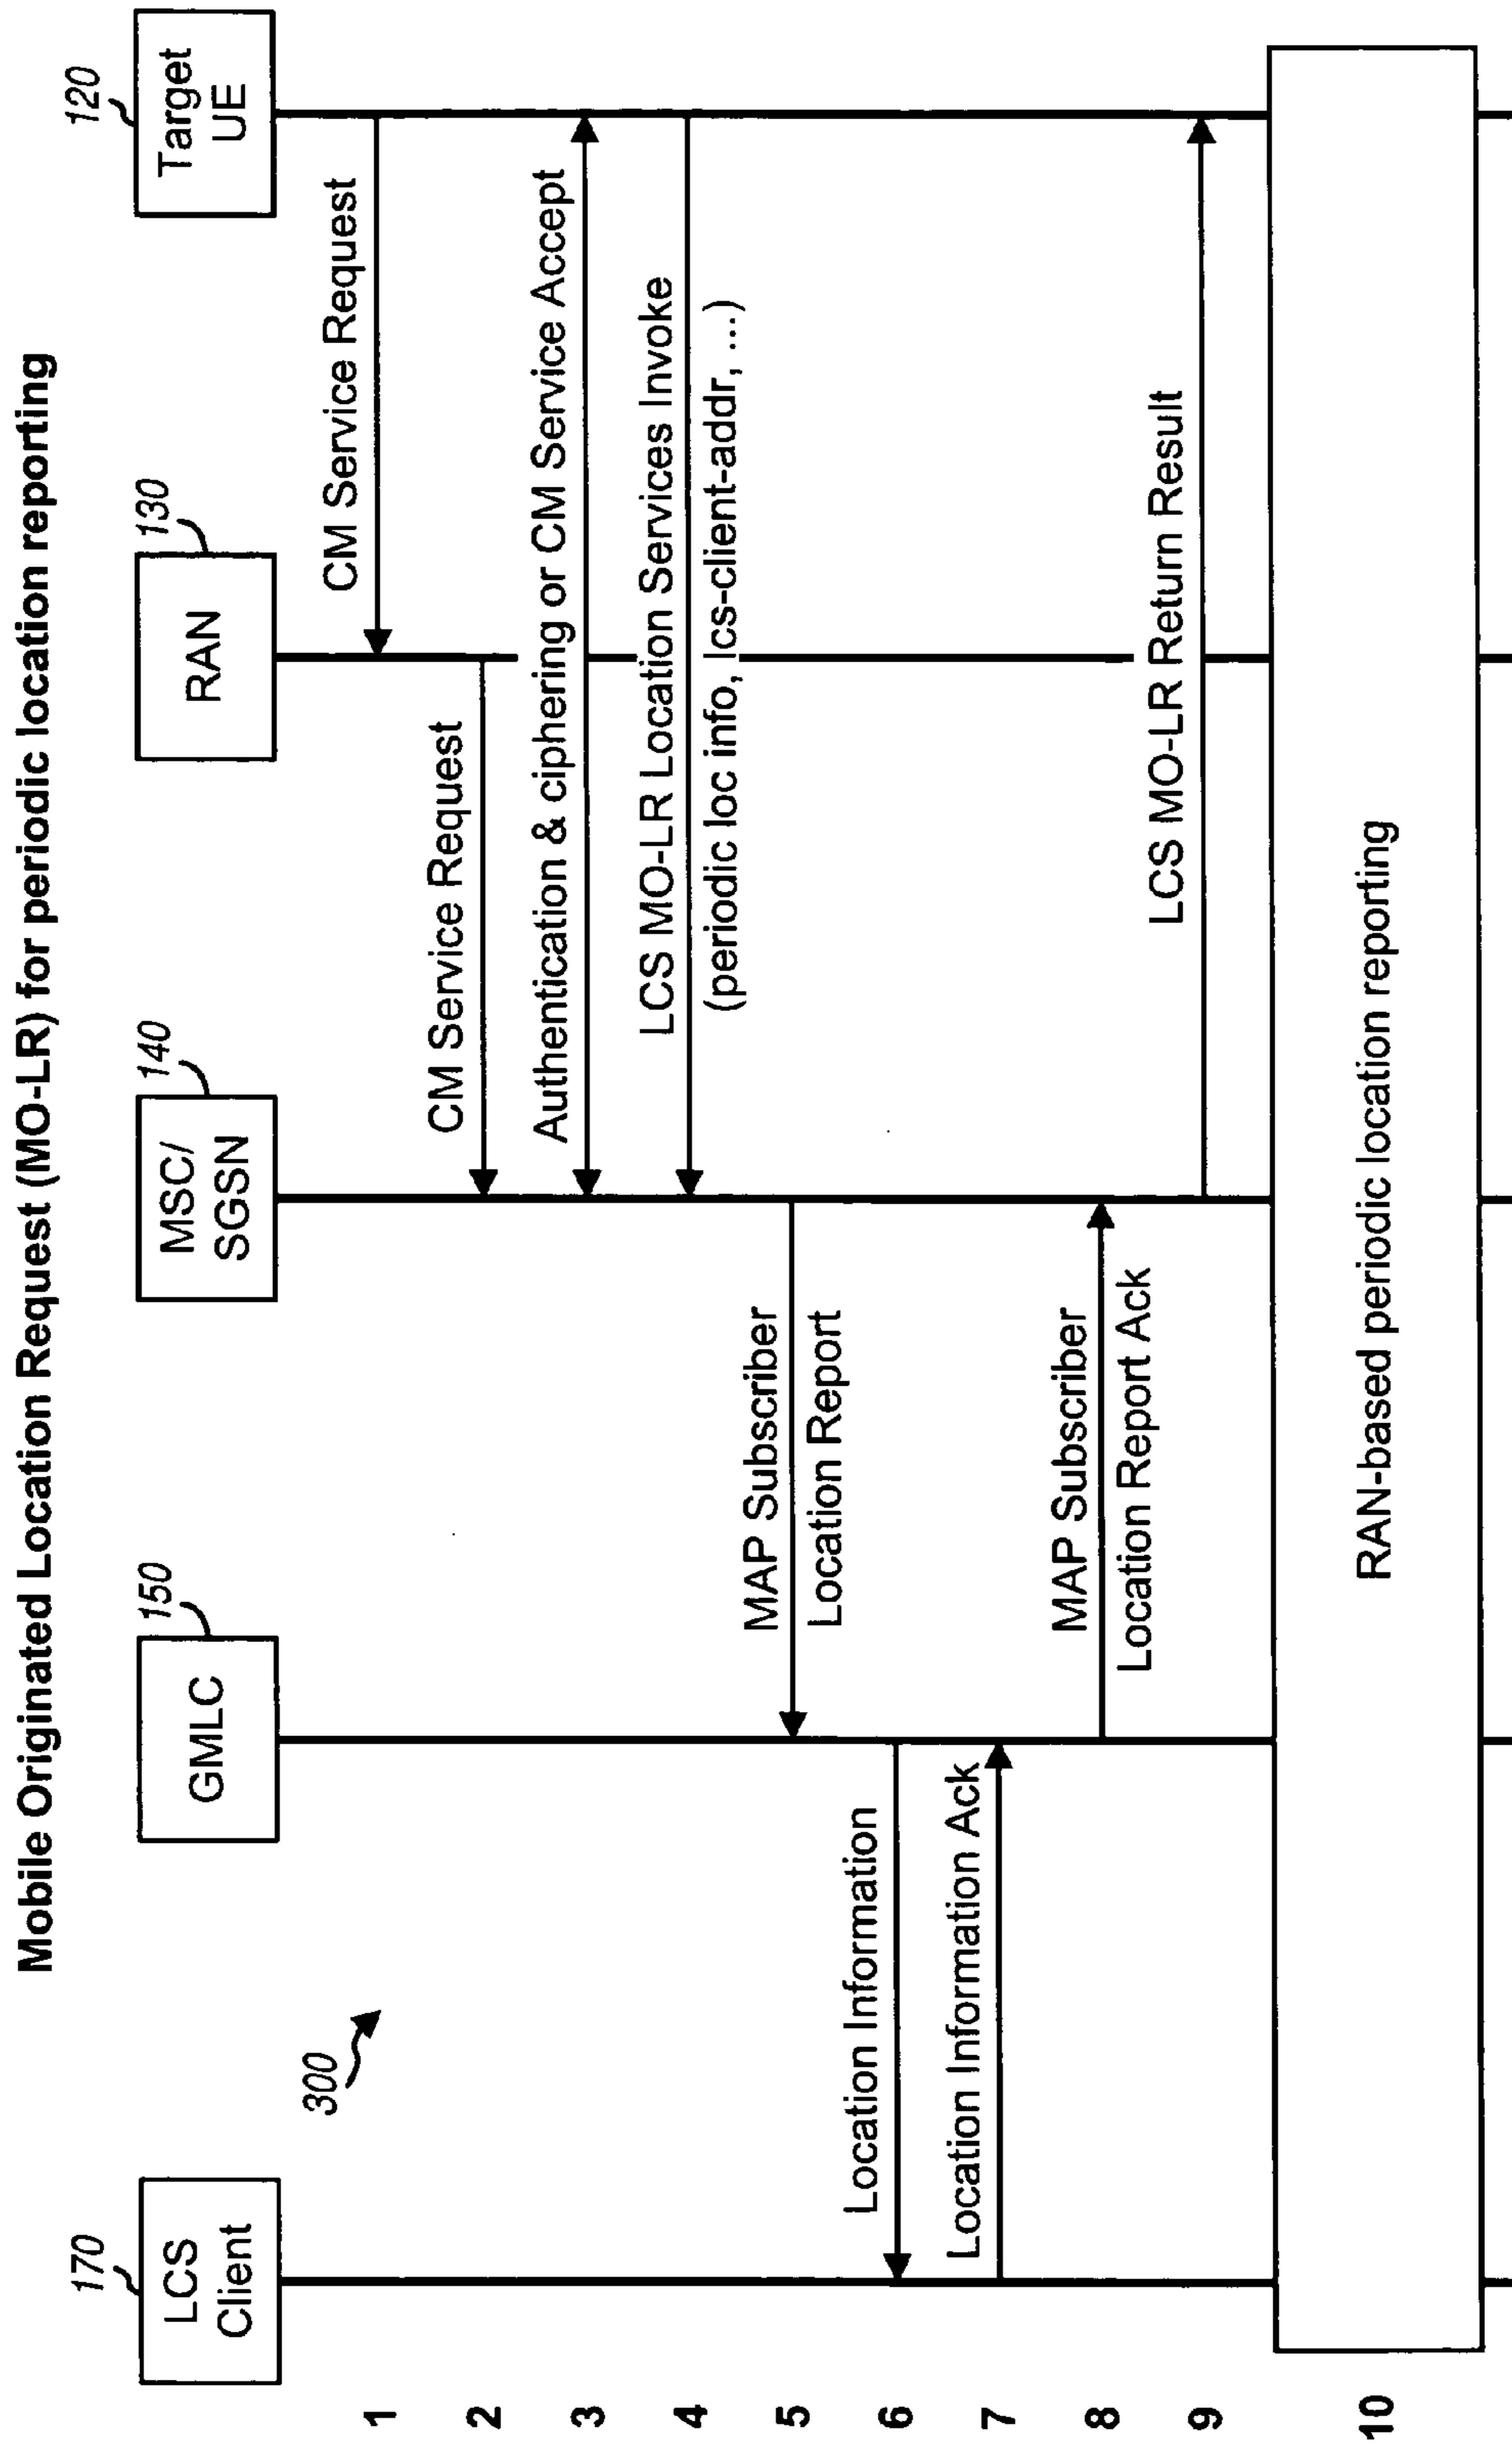 Mobile Originated Location Request (MO-LR) for periodic location reporting
170
150
140
130
120
LCS
Client
GMLC
MSC/
SGSN
RAN
Target
UE
300
1
CM Service Request
2
CM Service Request
3
Authentication & ciphering or CM Service Accept
4
LCS MO-LR Location Services Invoke
(periodic loc info, lcs-client-addr, ...)
5
MAP Subscriber
Location Report
6
Location Information
7
Location Information Ack
8
MAP Subscriber
Location Report Ack
9
LCS MO-LR Return Result
10
RAN-based periodic location reporting